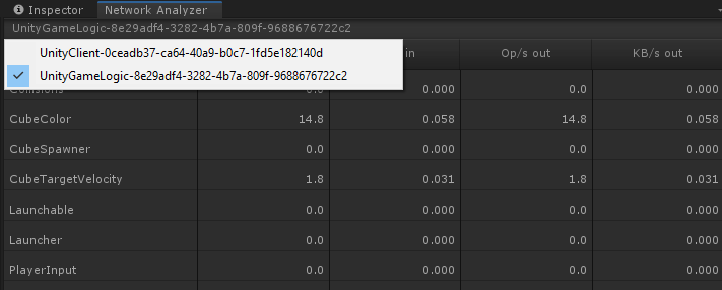 Inspector Network Analyzer
UnityGameLogic-8e29adf4-3282-4b7a-809f-9688676722c2
UnityClient-0ceadb37-ca64-40a9-b0c7-1fd5e182140d
UnityGameLogic-8e29adf4-3282-4b7a-809f-9688676722c2
in Op/s out KB/s out
Collisions 0.0 0.000 0.0 0.000
CubeColor 14.8 0.058 14.8 0.058
CubeSpawner 0.0 0.000 0.0 0.000
CubeTargetVelocity 1.8 0.031 1.8 0.031
Launchable 0.0 0.000 0.0 0.000
Launcher 0.0 0.000 0.0 0.000
PlayerInput 0.0 0.000 0.0 0.000